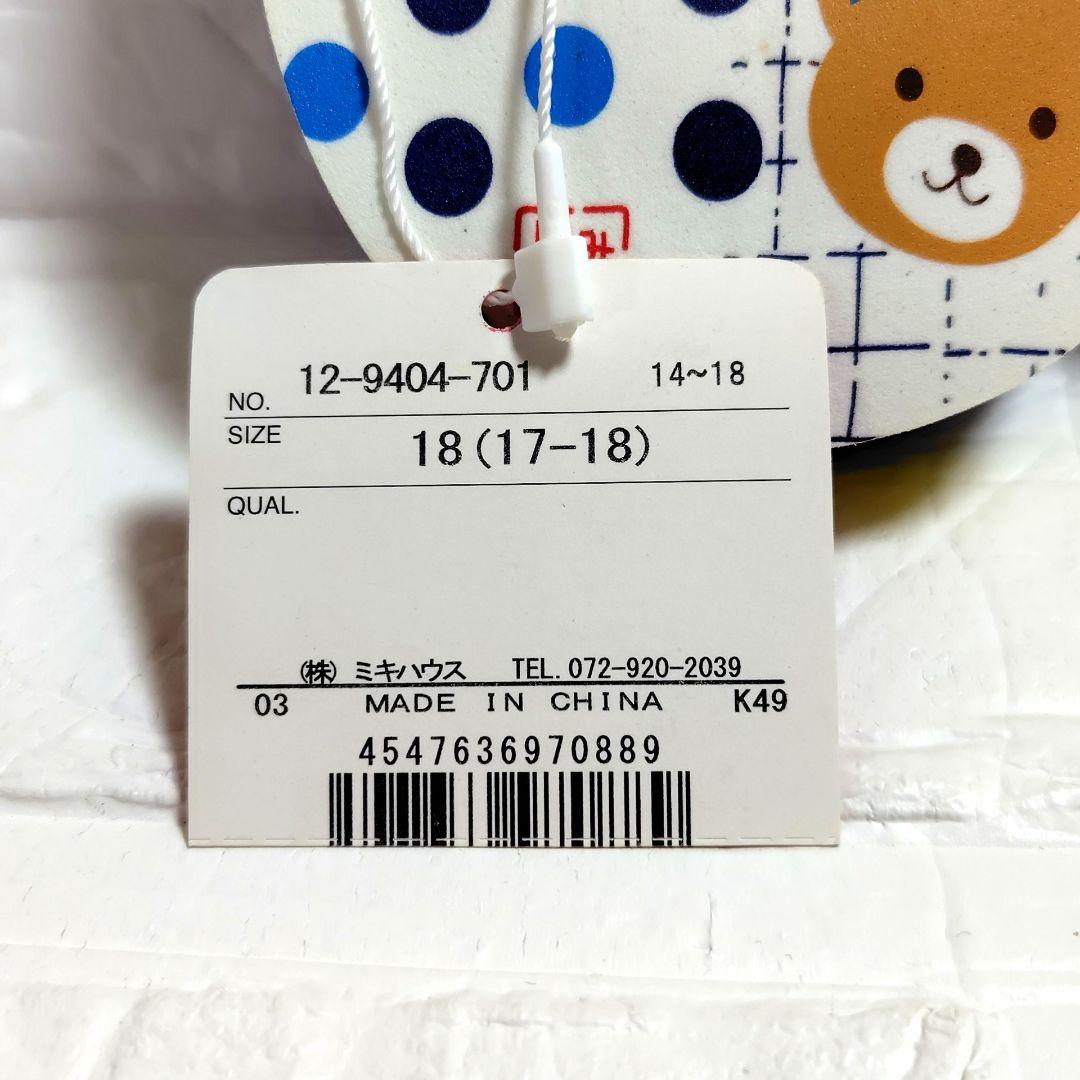 NO. 12-9404-701 14~18
SIZE 18(17-18)
QUAL.
(株) ミキハウス TEL. 072-920-2039
03 MADE IN CHINA K49
4547636970889